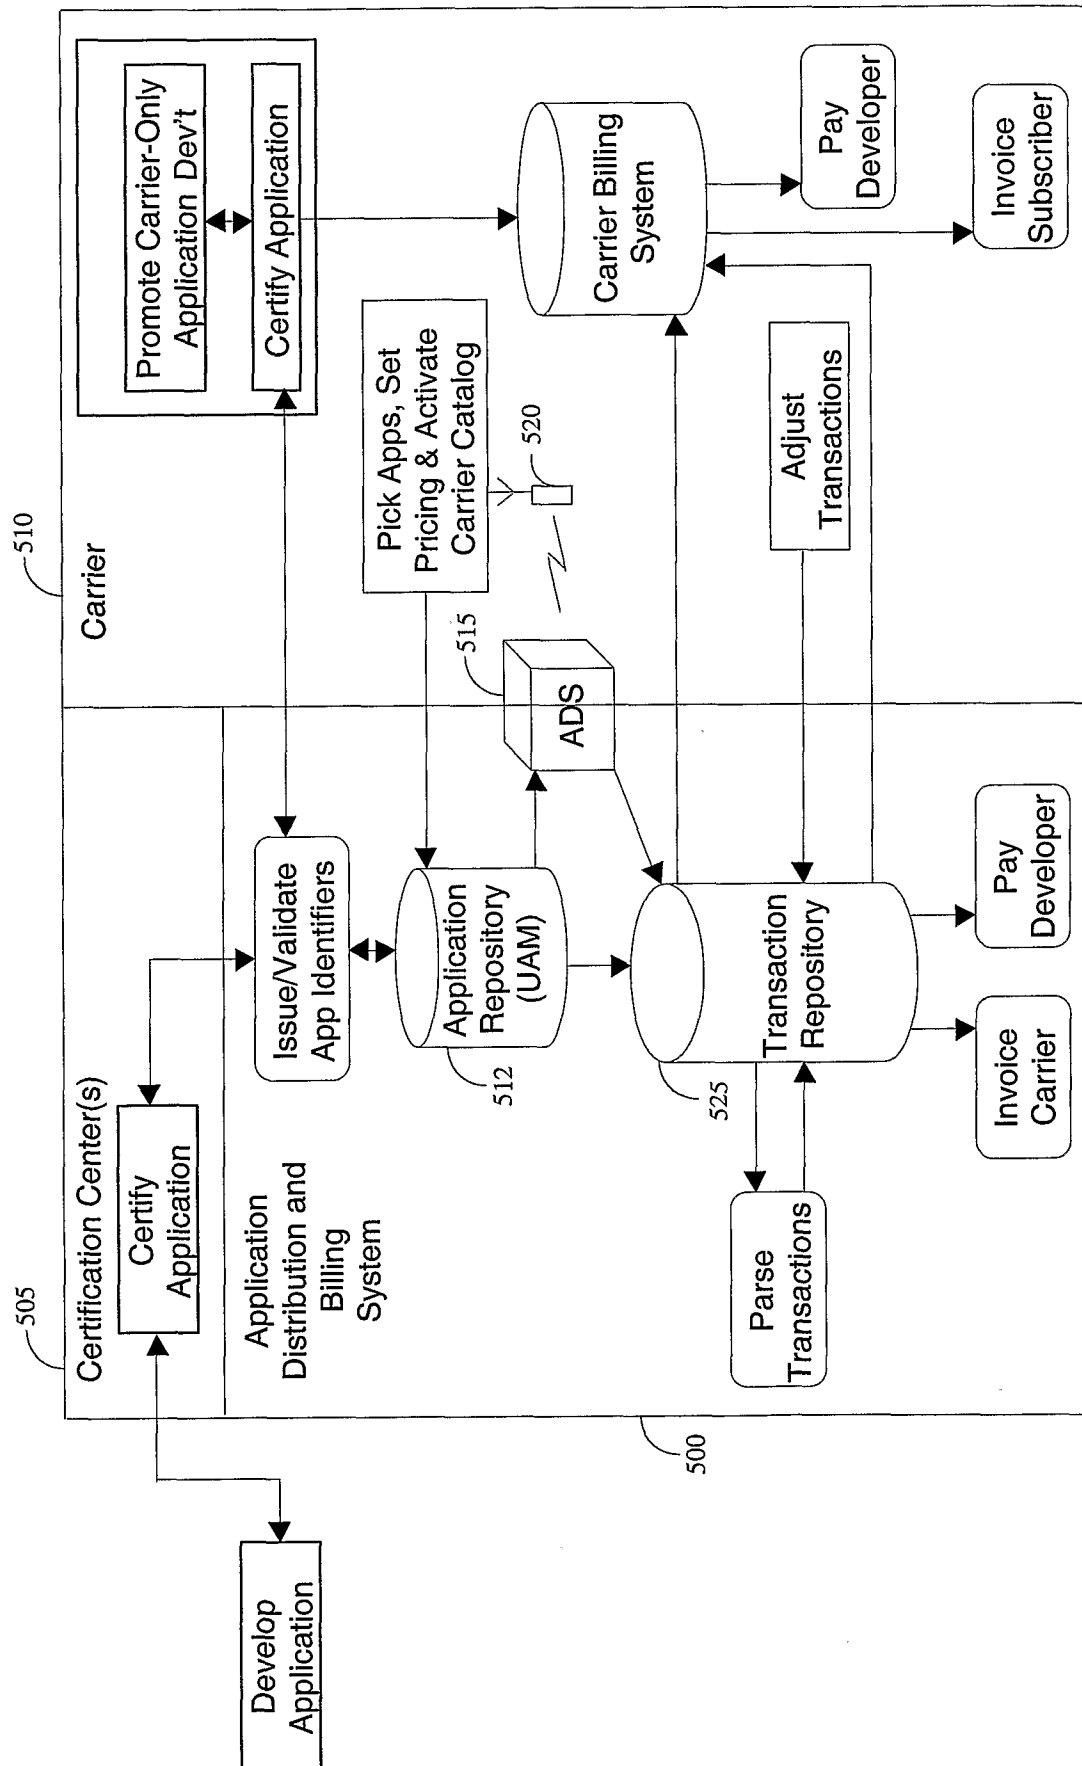 Develop
Application
505
Certification Center(s)
Certify
Application
Application
Distribution and
Billing
System
500
Issue/Validate
App Identifiers
Application
Repository
(UAM)
512
ADS
515
Transaction
Repository
525
Parse
Transactions
Invoice
Carrier
Pay
Developer
510
Carrier
Promote Carrier-Only
Application Dev't
Certify Application
Pick Apps, Set
Pricing & Activate
Carrier Catalog
520
Carrier Billing
System
Adjust
Transactions
Pay
Developer
Invoice
Subscriber